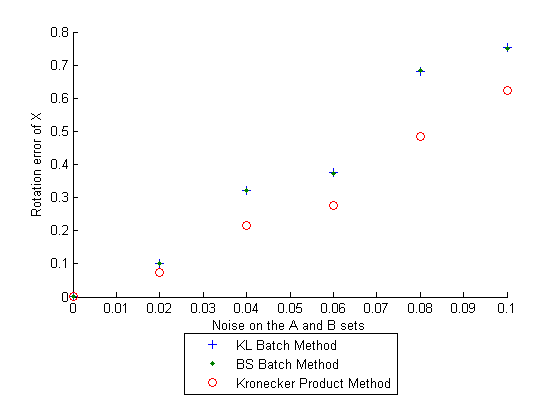 0.8
0.7
0.6
0.5
0.4
0.3
0.2
0.1
0
0 0.01 0.02 0.03 0.04 0.05 0.06 0.07 0.08 0.09 0.1
Rotation error of X
Noise on the A and B sets
KL Batch Method
BS Batch Method
Kronecker Product Method